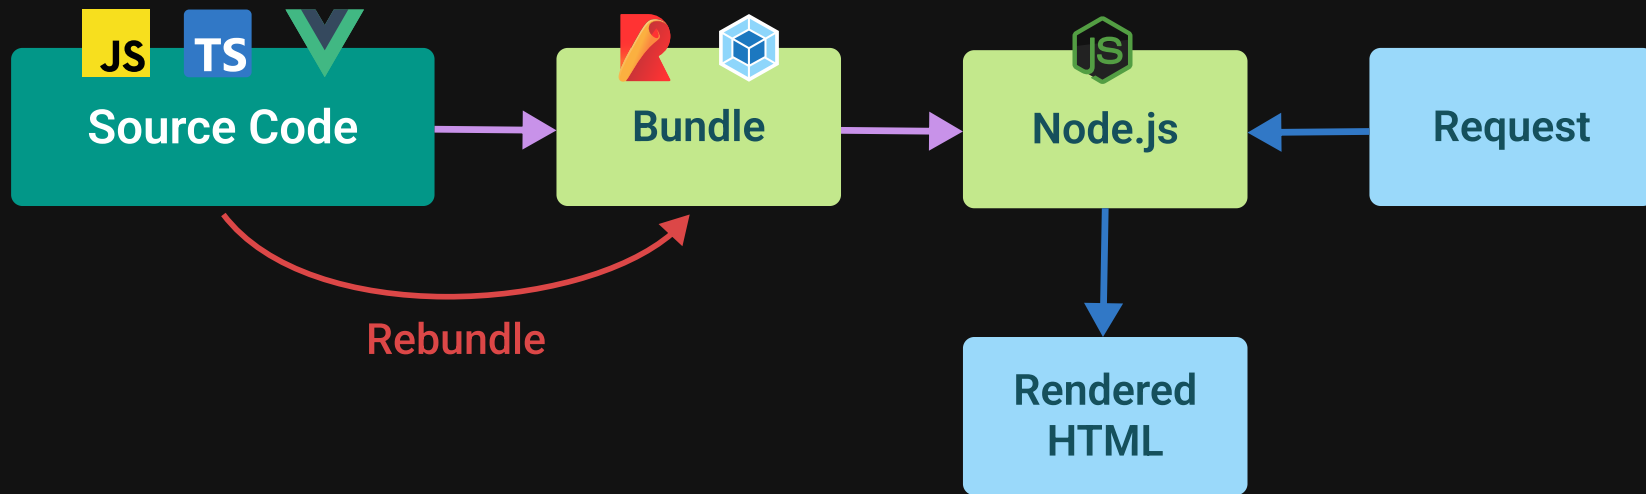 JS
TS
JS
Source Code
Bundle
Node.js
Request
Rebundle
Rendered
HTML